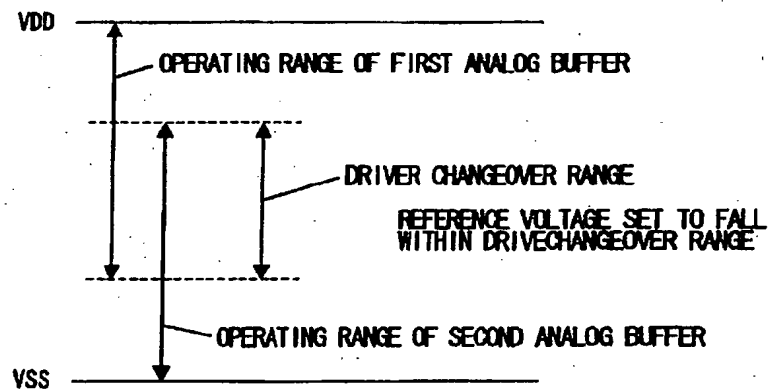 VDD
OPERATING RANGE OF FIRST ANALOG BUFFER
DRIVER CHANGEOVER RANGE
REFERENCE VOLTAGE SET TO FALL
WITHIN DRIVECHANGEOVER RANGE
OPERATING RANGE OF SECOND ANALOG BUFFER
VSS